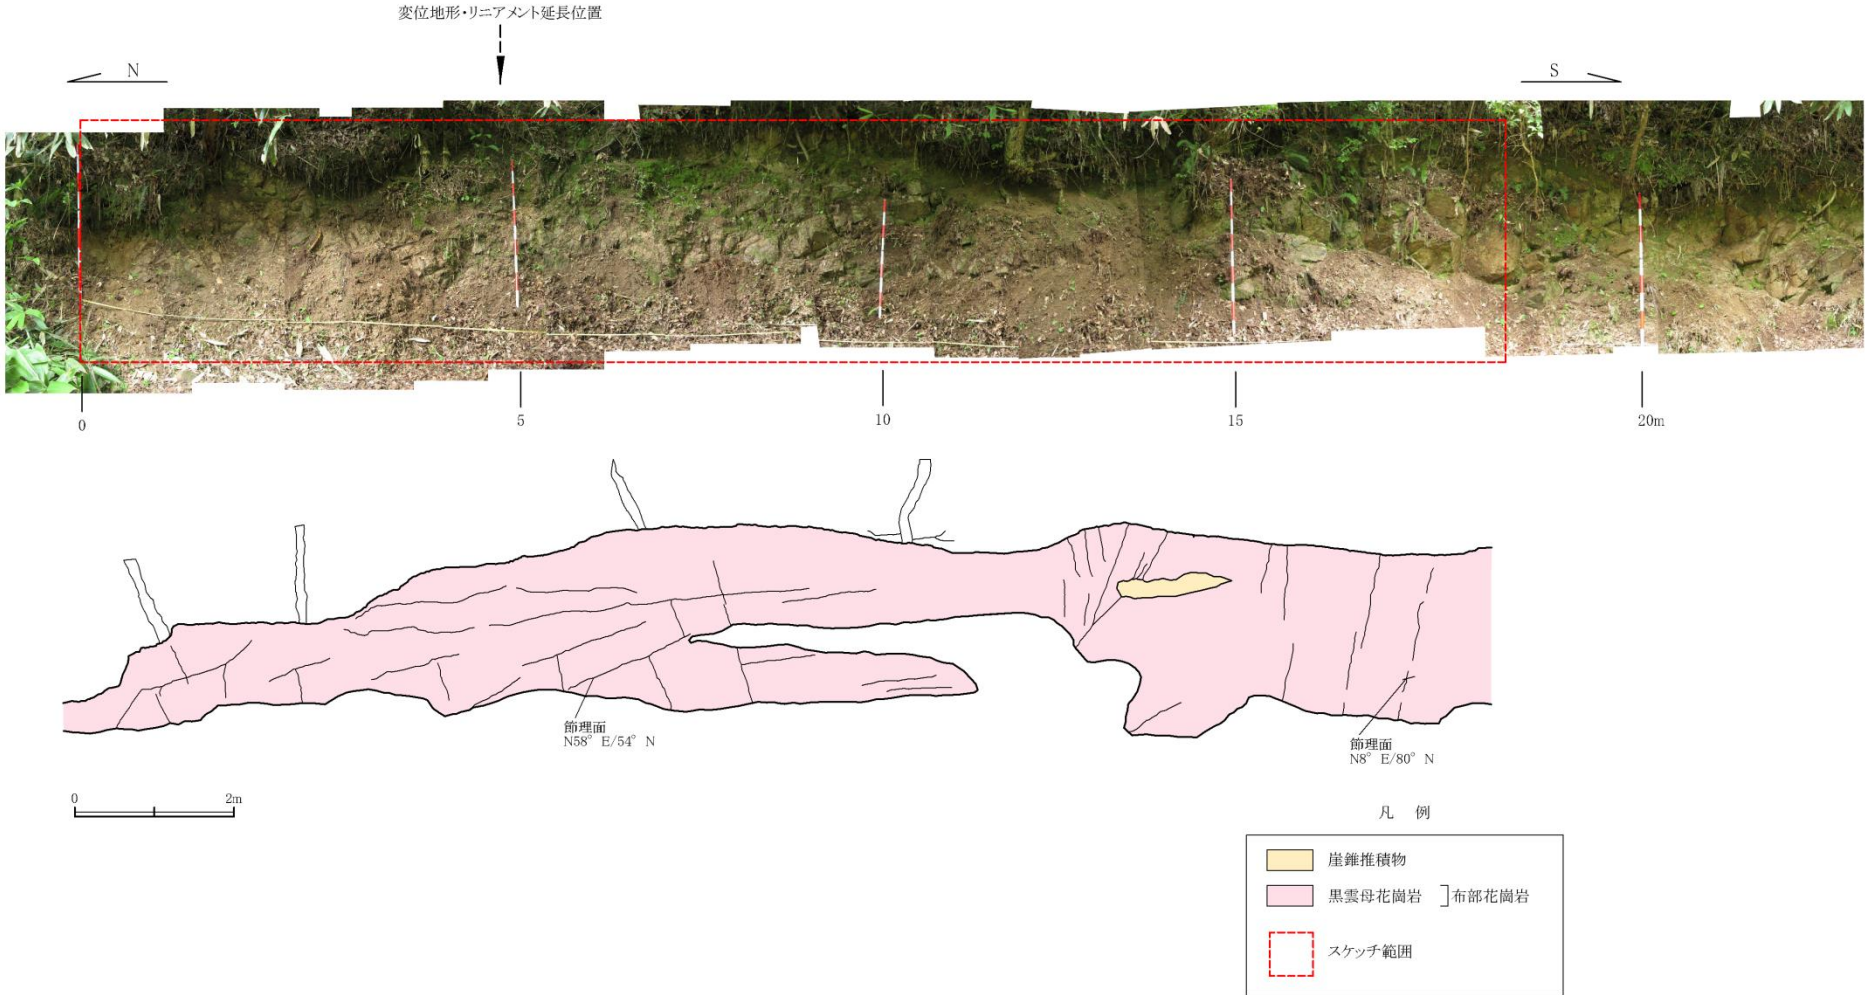 変位地形・リニアメント延長位置
N
S
0
5
10
15
20m
節理面
N58° E/54° N
節理面
N8° E/80° N
0
2m
凡 例
崖錐推積物
黒雲母花崗岩
布部花崗岩
スケッチ範囲